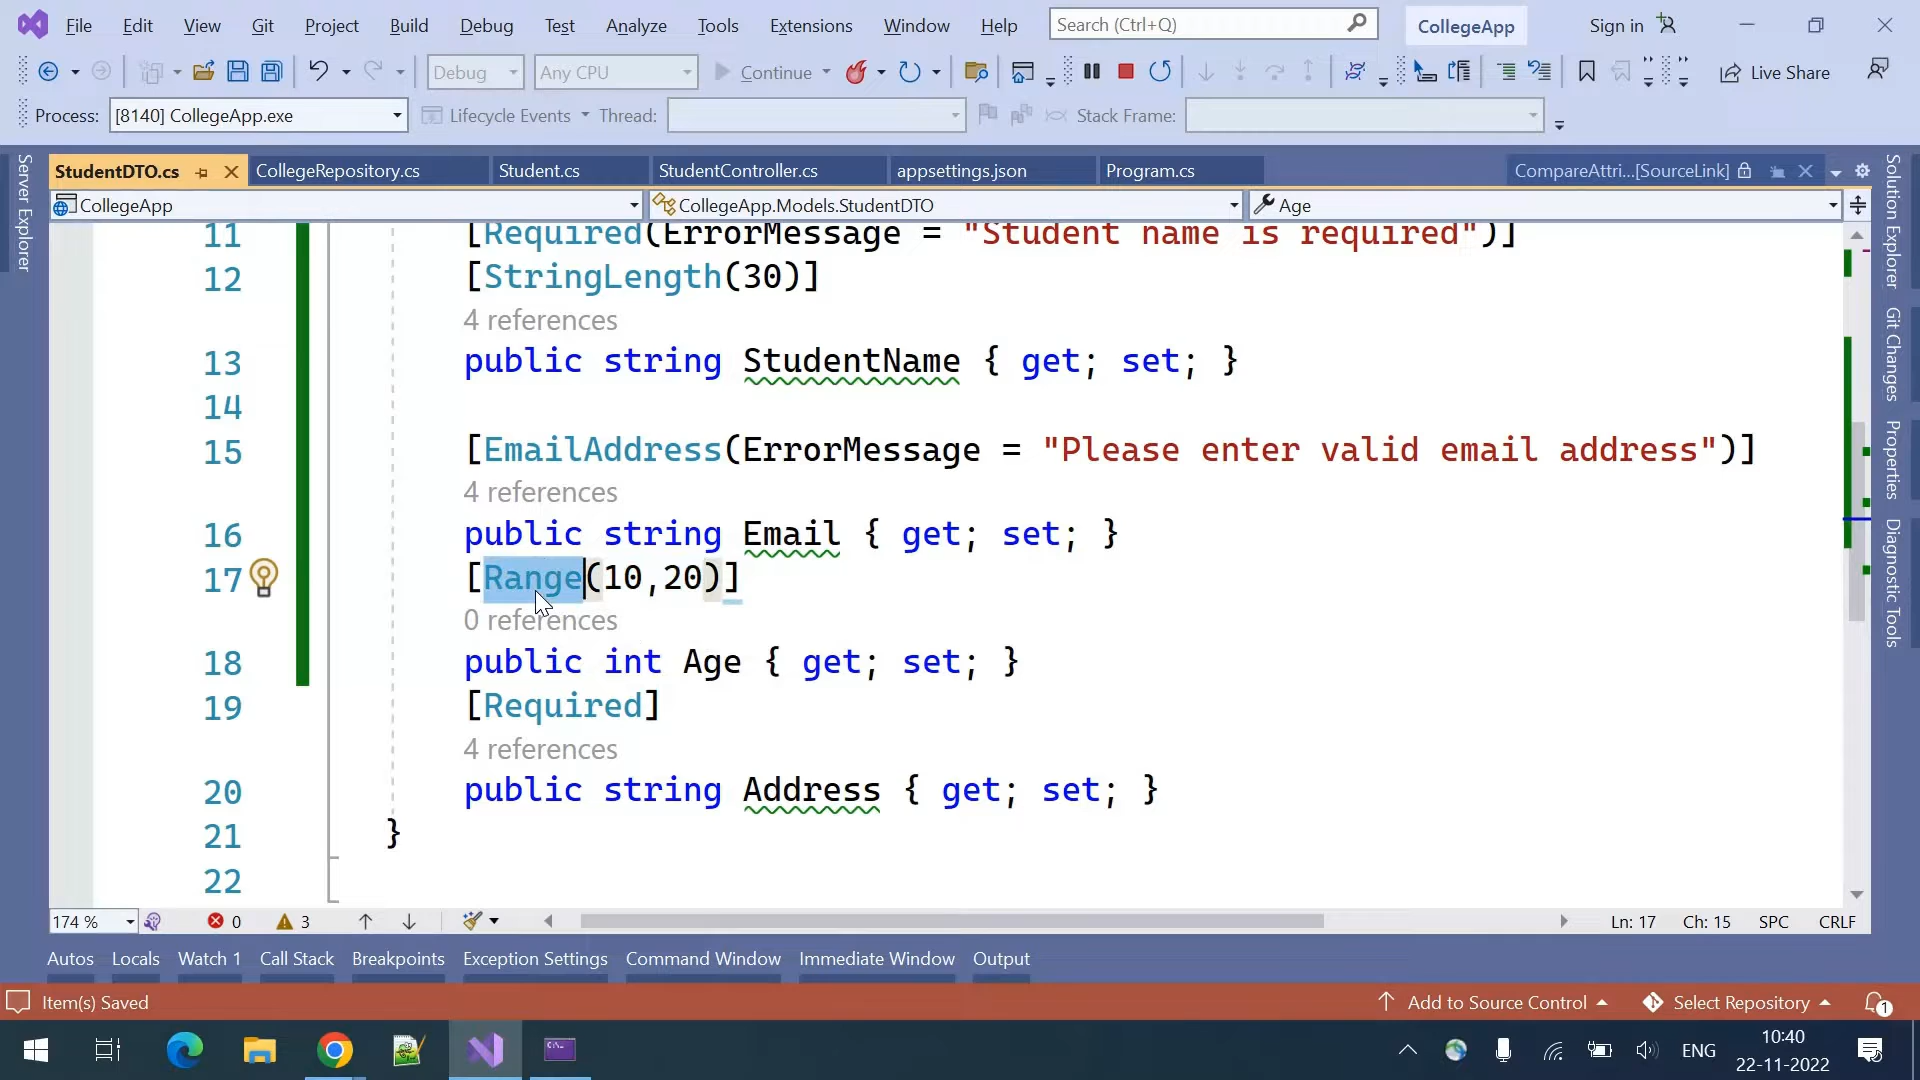 File Edit View Git Project Build Debug Test Analyze Tools Extensions Window Help Search (Ctrl+Q) CollegeApp Sign in
Debug Any CPU Continue Live Share
Process: [8140] CollegeApp.exe Lifecycle Events Thread: Stack Frame:
StudentDTO.cs CollegeRepository.cs Student.cs StudentController.cs appsettings.json Program.cs CompareAttri...[SourceLink]
CollegeApp CollegeApp.Models.StudentDTO Age
11 [Required(ErrorMessage = "Student name is required")]
12 [StringLength(30)]
4 references
13 public string StudentName { get; set; }
14
15 [EmailAddress(ErrorMessage = "Please enter valid email address")]
4 references
16 public string Email { get; set; }
17 [Range(10,20)]
0 references
18 public int Age { get; set; }
19 [Required]
4 references
20 public string Address { get; set; }
21 }
22
174 % 0 3 Ln: 17 Ch: 15 SPC CRLF
Autos Locals Watch 1 Call Stack Breakpoints Exception Settings Command Window Immediate Window Output
Item(s) Saved Add to Source Control Select Repository 1
ENG 10:40
22-11-2022
Server Explorer
Solution Explorer
Git Changes
Properties
Diagnostic Tools